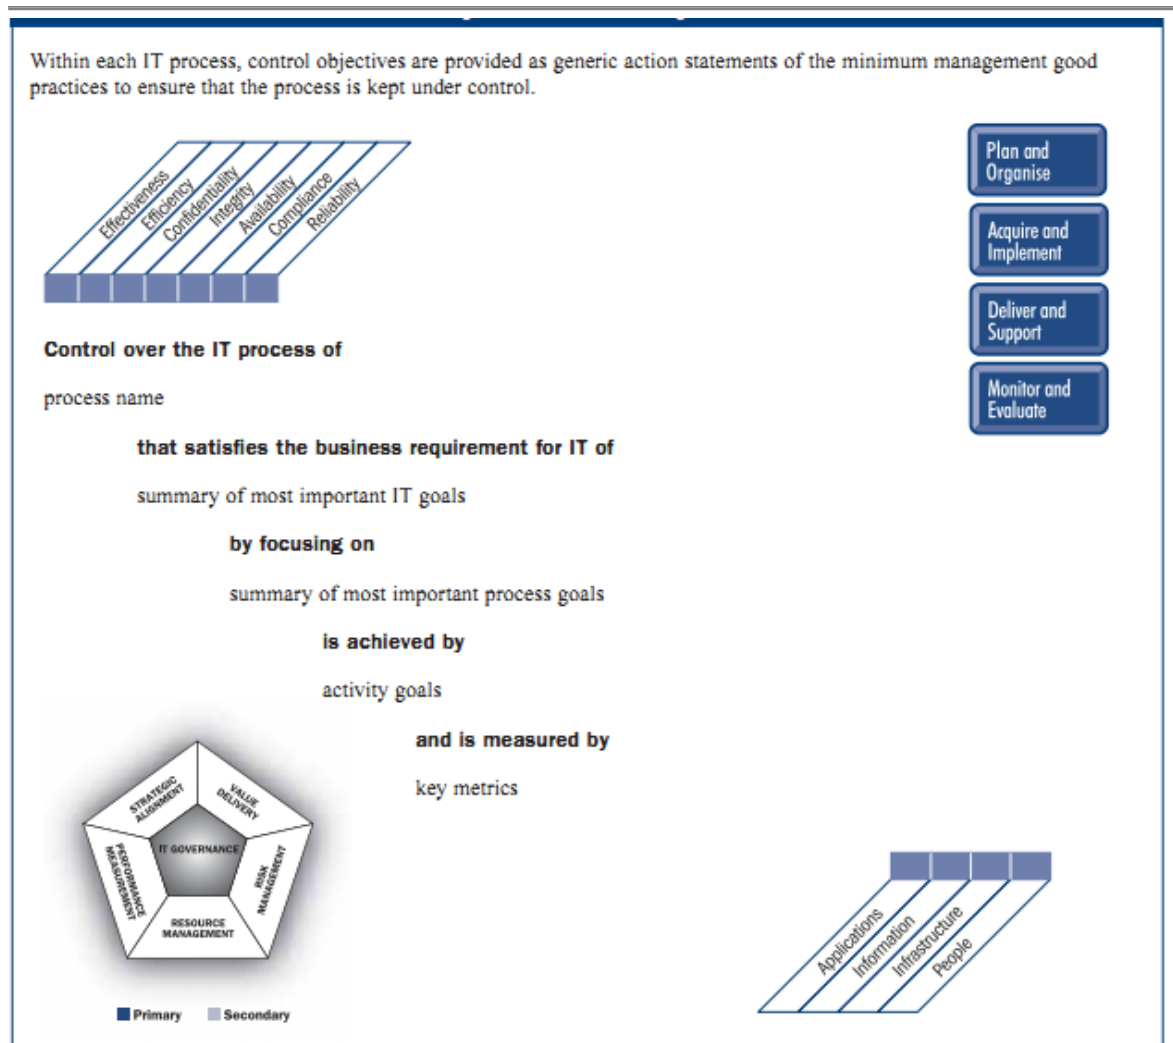 Within each IT process, control objectives are provided as generic action statements of the minimum management good
practices to ensure that the process is kept under control.
Effectiveness
Efficiency
Confidentiality
Integrity
Availability
Compliance
Reliability
Plan and
Organise
Acquire and
Implement
Deliver and
Support
Monitor and
Evaluate
Control over the IT process of
process name
that satisfies the business requirement for IT of
summary of most important IT goals
by focusing on
summary of most important process goals
is achieved by
activity goals
and is measured by
key metrics
STRATEGIC
ALIGNMENT
VALUE
DELIVERY
IT GOVERNANCE
PERFORMANCE
MEASUREMENT
RISK
MANAGEMENT
RESOURCE
MANAGEMENT
Primary
Secondary
Applications
Information
Infrastructure
People